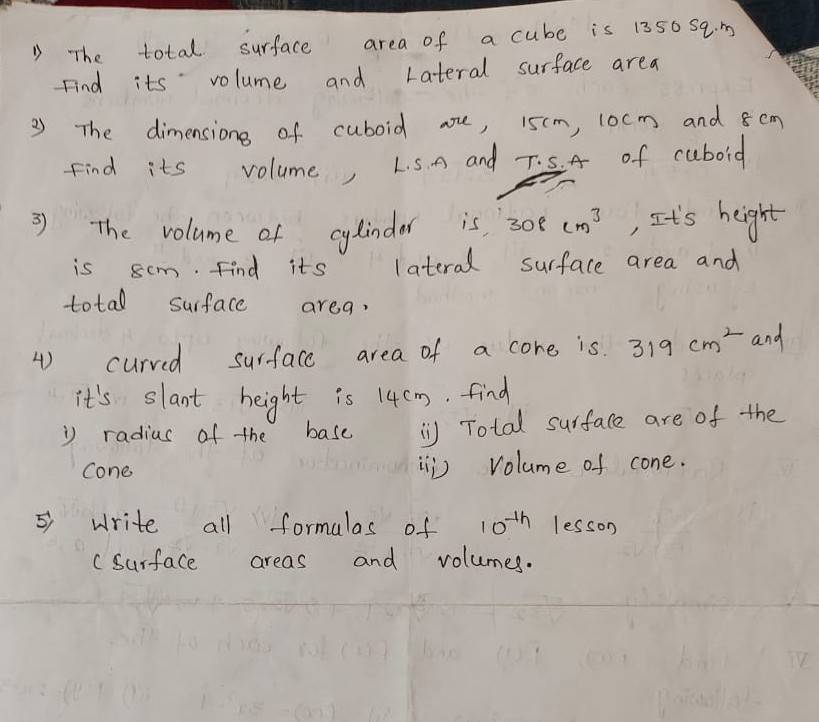 1) The total surface area of a cube is 1350 sq.m
Find its volume and Lateral surface area
2) The dimensions of cuboid are, 15cm, 10cm and 8 cm
Find its volume, L.S.A and T.S.A of cuboid
3) The volume of cylinder is, 308 cm³, It's height
is 8cm. Find its lateral surface area and
total surface area.
4) curved surface area of a cone is. 319 cm² and
it's slant height is 14cm. find
i) radius of the base ii) Total surface are of the
cone iii) Volume of cone.
5) Write all formulas of 10th lesson
(Surface areas and volumes.